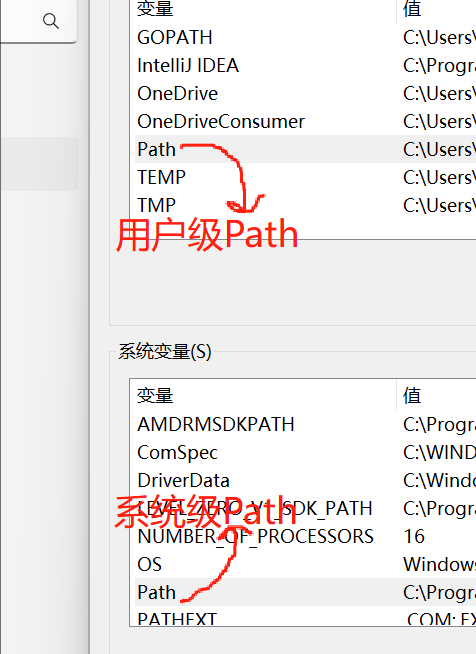 变量 值
GOPATH C:\Users\
IntelliJ IDEA C:\Progra
OneDrive C:\Users\
OneDriveConsumer C:\Users\
Path C:\Users\
TEMP C:\Users\
TMP C:\Users\
用户级Path
系统变量(S)
变量 值
AMDRMSDKPATH C:\Progra
ComSpec C:\WIND
DriverData C:\Windo
LEVEL_ZERO_V1_SDK_PATH C:\Progra
系统级Path
NUMBER_OF_PROCESSORS 16
OS Windows
Path C:\Progra
PATHEXT .COM;.EX